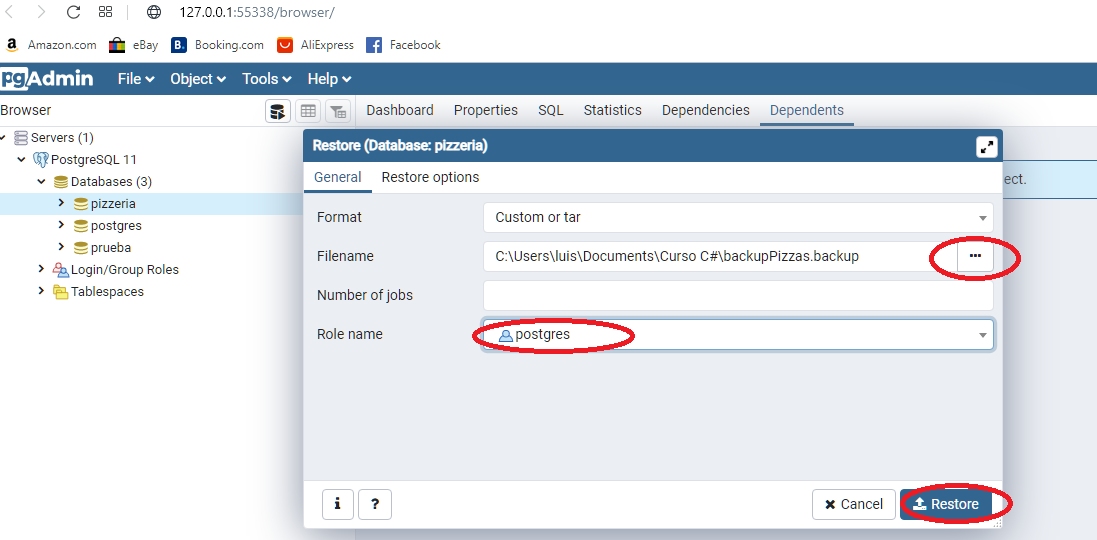 127.0.0.1:55338/browser/
Amazon.com eBay Booking.com AliExpress Facebook
pgAdmin File Object Tools Help
Browser Dashboard Properties SQL Statistics Dependencies Dependents
Servers (1)
PostgreSQL 11
Databases (3)
pizzeria
postgres
prueba
Login/Group Roles
Tablespaces
Restore (Database: pizzeria)
General Restore options
ect.
Format Custom or tar
Filename C:\Users\luis\Documents\Curso C#\backupPizzas.backup
Number of jobs
Role name postgres
i ? Cancel Restore